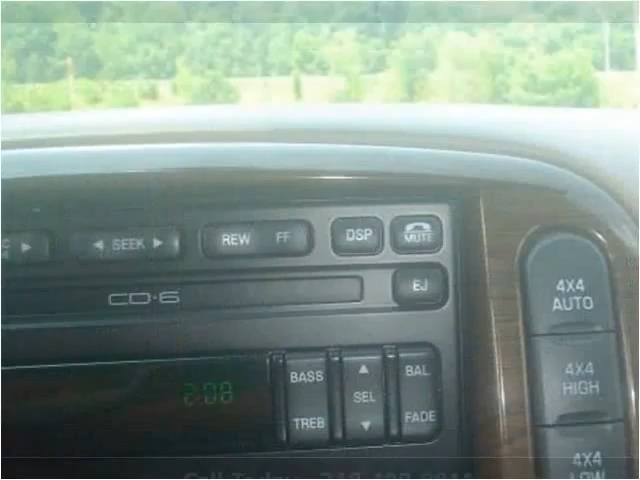 SEEK
REW FF
DSP
MUTE
CD·6
EJ
4X4
AUTO
4X4
HIGH
4X4
LOW
2:08
BASS
TREB
SEL
BAL
FADE
Call Today